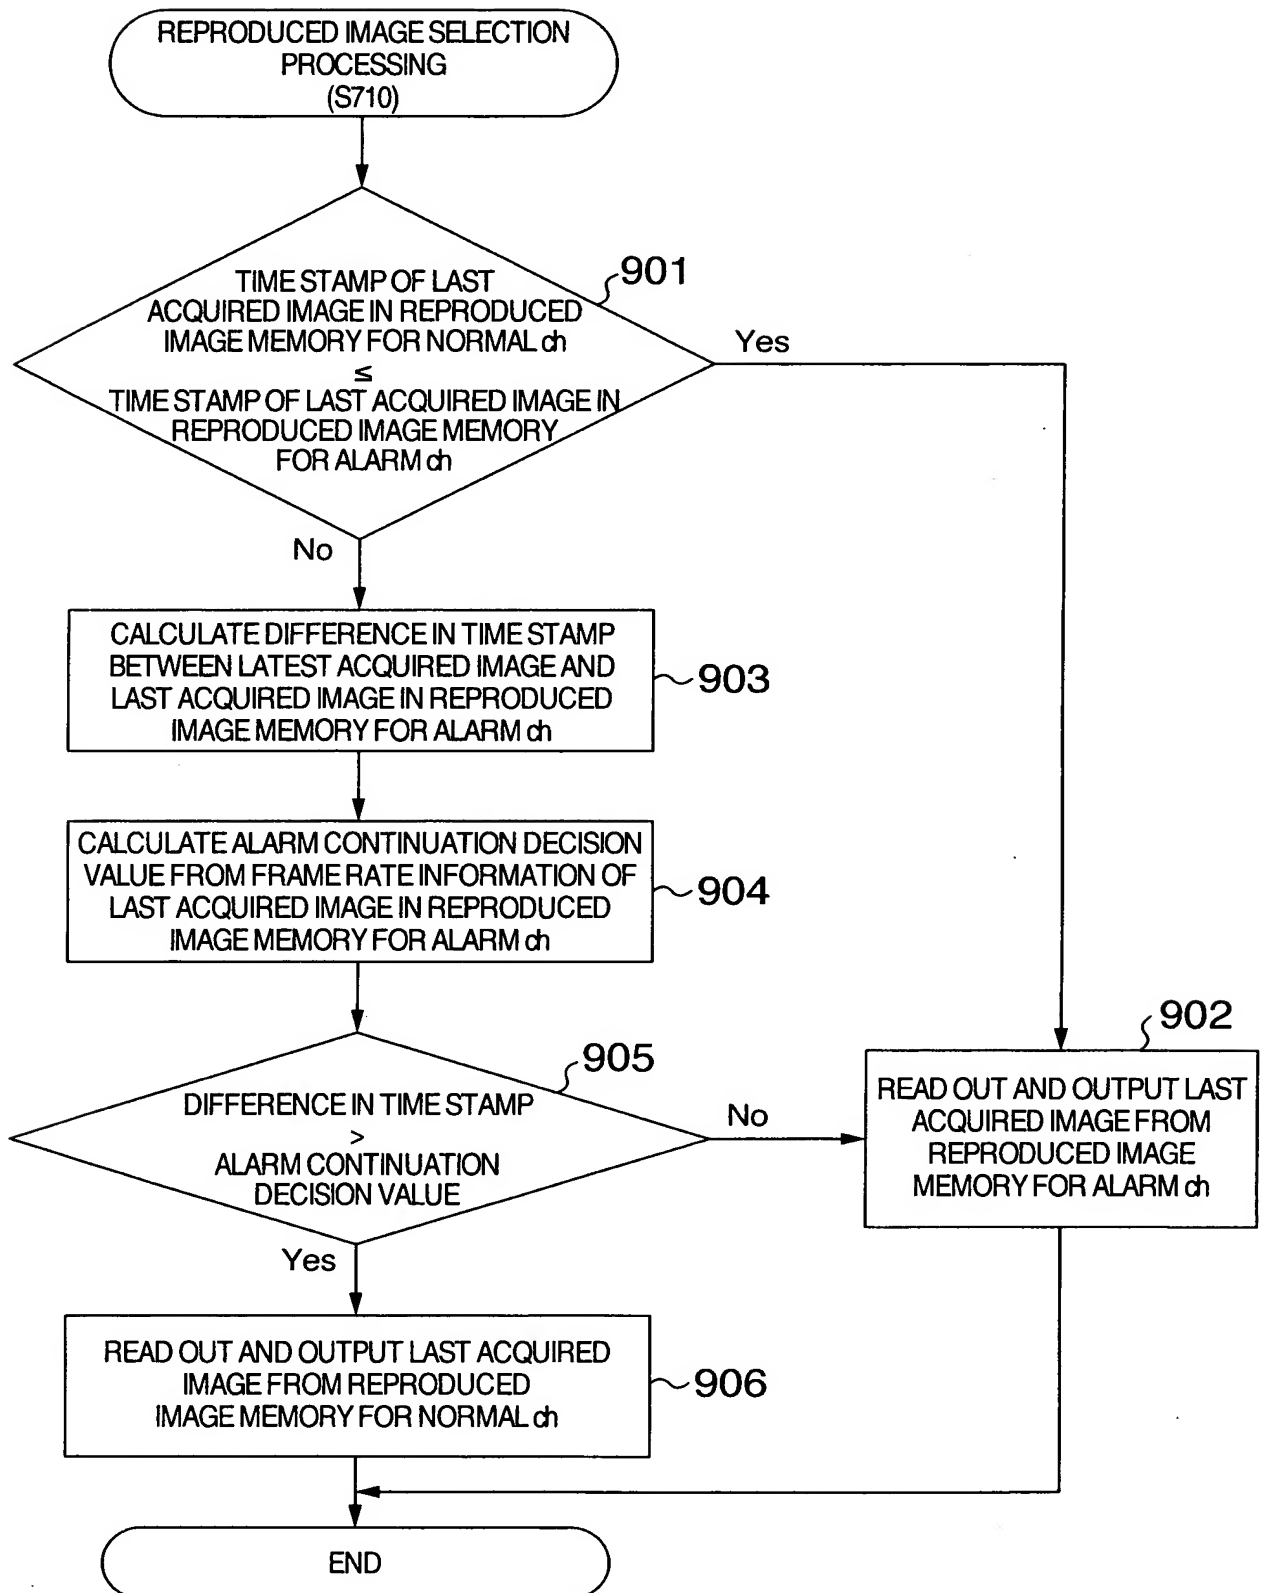 REPRODUCED IMAGE SELECTION
PROCESSING
(S710)
901
TIME STAMP OF LAST
ACQUIRED IMAGE IN REPRODUCED
IMAGE MEMORY FOR NORMAL ch
≤
TIME STAMP OF LAST ACQUIRED IMAGE IN
REPRODUCED IMAGE MEMORY
FOR ALARM ch
Yes
No
CALCULATE DIFFERENCE IN TIME STAMP
BETWEEN LATEST ACQUIRED IMAGE AND
LAST ACQUIRED IMAGE IN REPRODUCED
IMAGE MEMORY FOR ALARM ch
903
CALCULATE ALARM CONTINUATION DECISION
VALUE FROM FRAME RATE INFORMATION OF
LAST ACQUIRED IMAGE IN REPRODUCED
IMAGE MEMORY FOR ALARM ch
904
905
DIFFERENCE IN TIME STAMP
>
ALARM CONTINUATION
DECISION VALUE
No
Yes
902
READ OUT AND OUTPUT LAST
ACQUIRED IMAGE FROM
REPRODUCED IMAGE
MEMORY FOR ALARM ch
READ OUT AND OUTPUT LAST ACQUIRED
IMAGE FROM REPRODUCED
IMAGE MEMORY FOR NORMAL ch
906
END